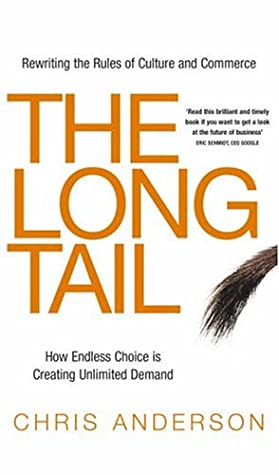 Rewriting the Rules of Culture and Commerce
THE
LONG
TAIL
'Read this brilliant and timely
book if you want to get a look
at the future of business'
ERIC SCHMIDT, CEO GOOGLE
How Endless Choice is
Creating Unlimited Demand
CHRIS ANDERSON